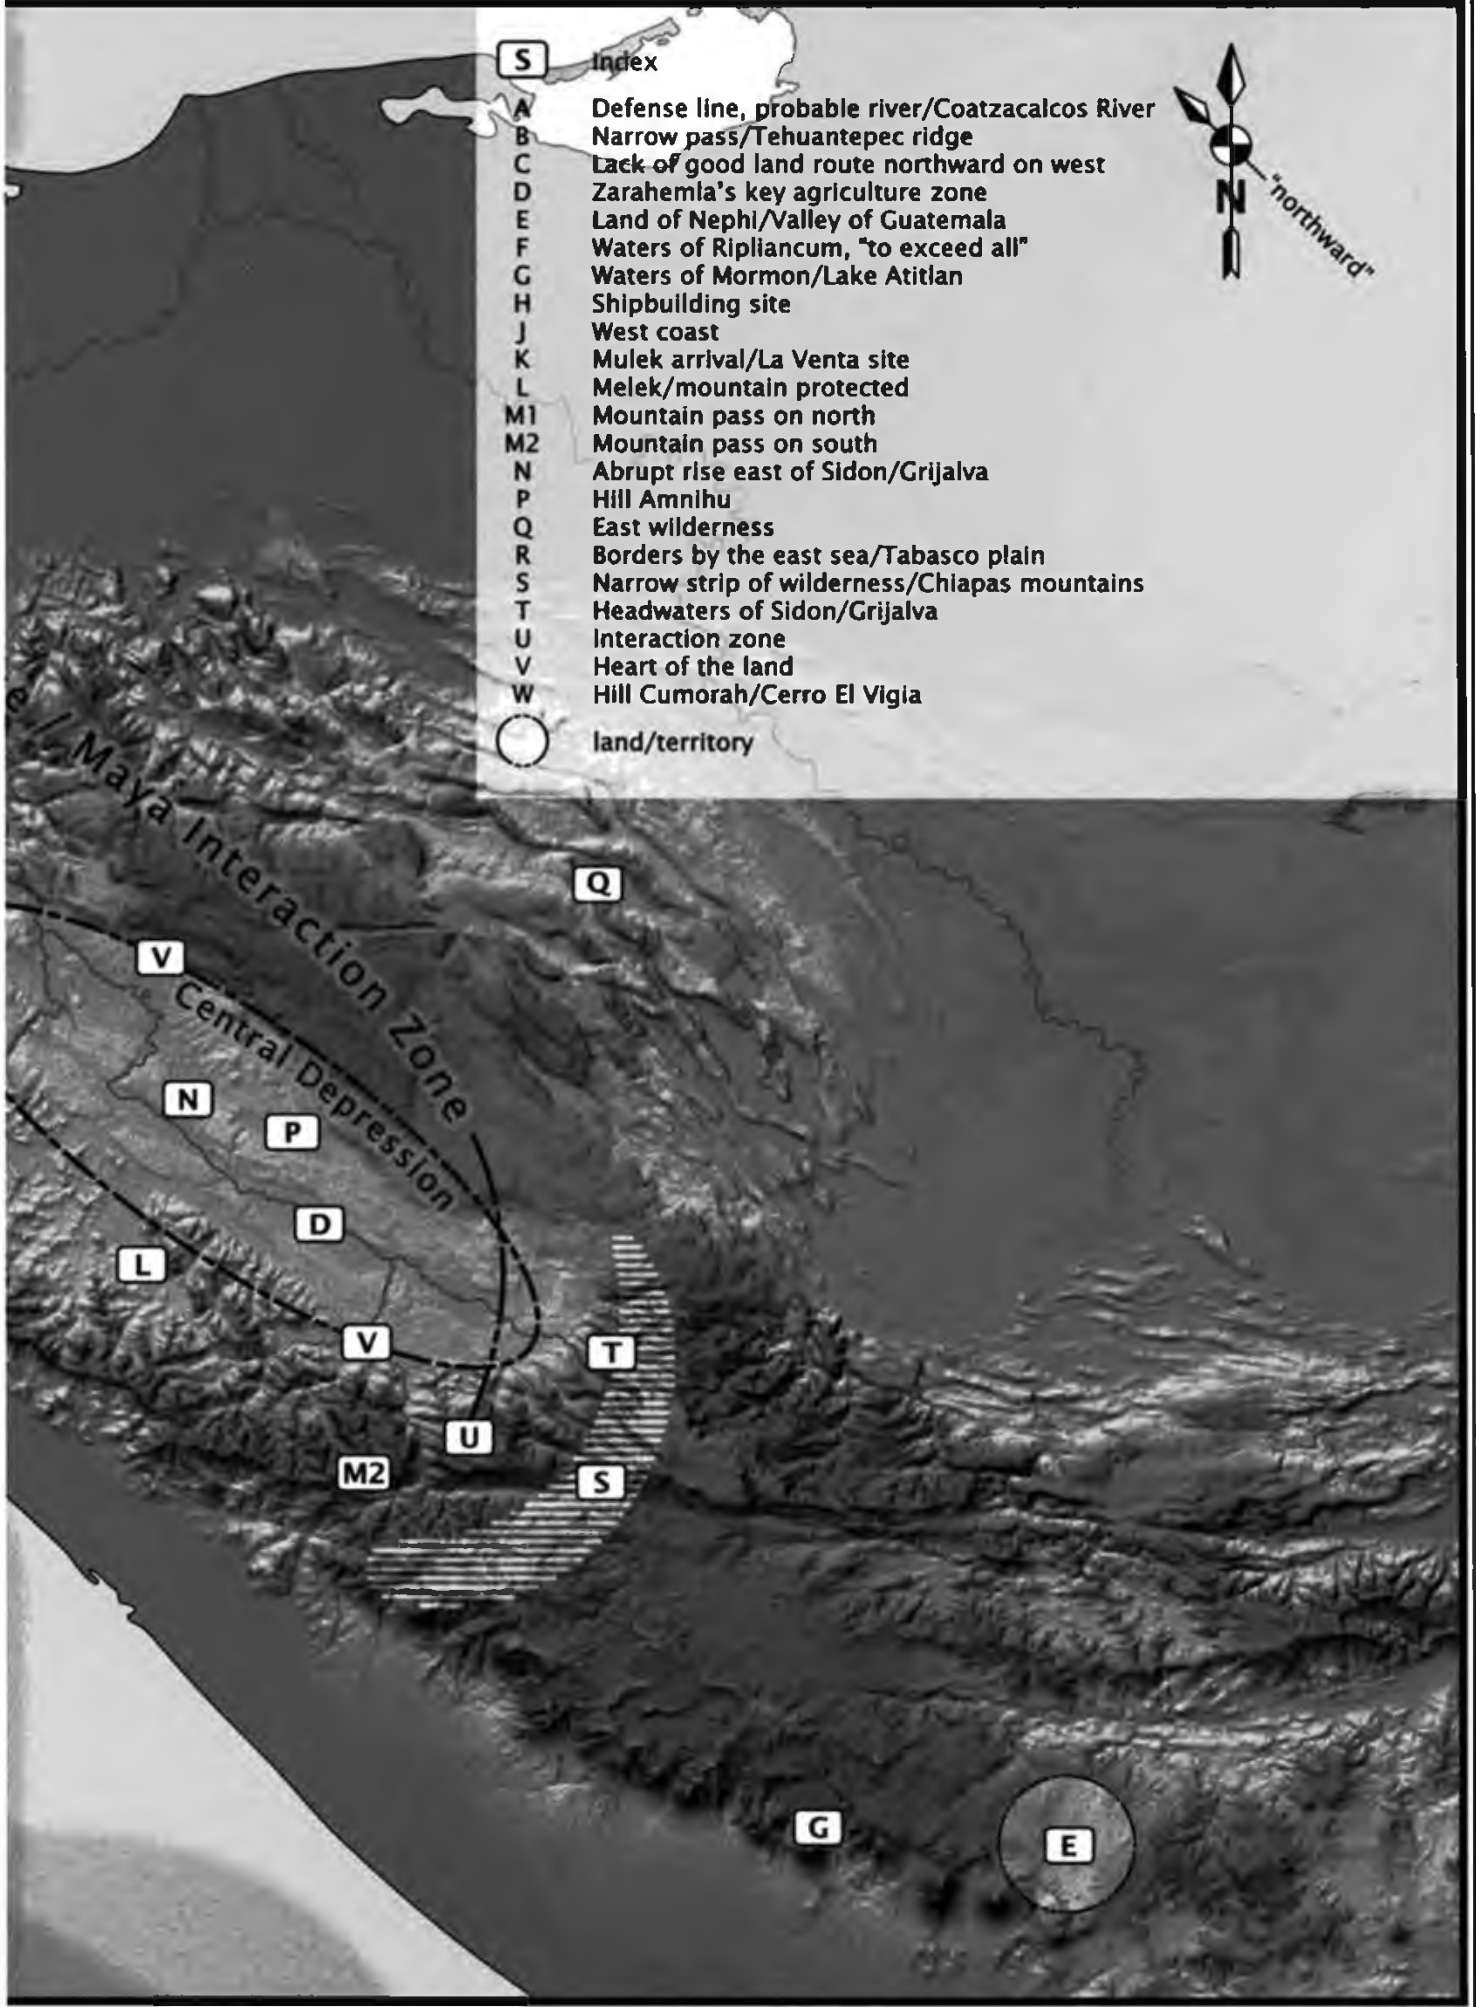 S index
A Defense line, probable river/Coatzacalcos River
B Narrow pass/Tehuantepec ridge
C Lack of good land route northward on west
D Zarahemla's key agriculture zone
E Land of Nephi/Valley of Guatemala
F Waters of Ripliancum, "to exceed all"
G Waters of Mormon/Lake Atitlan
H Shipbuilding site
J West coast
K Mulek arrival/La Venta site
L Melek/mountain protected
M1 Mountain pass on north
M2 Mountain pass on south
N Abrupt rise east of Sidon/Grijalva
P Hill Amnihu
Q East wilderness
R Borders by the east sea/Tabasco plain
S Narrow strip of wilderness/Chiapas mountains
T Headwaters of Sidon/Grijalva
U Interaction zone
V Heart of the land
W Hill Cumorah/Cerro El Vigia
land/territory
N
"northward"
e / Maya Interaction Zone
Q
V
Central Depression
N
P
D
L
V
T
U
M2
S
G
E